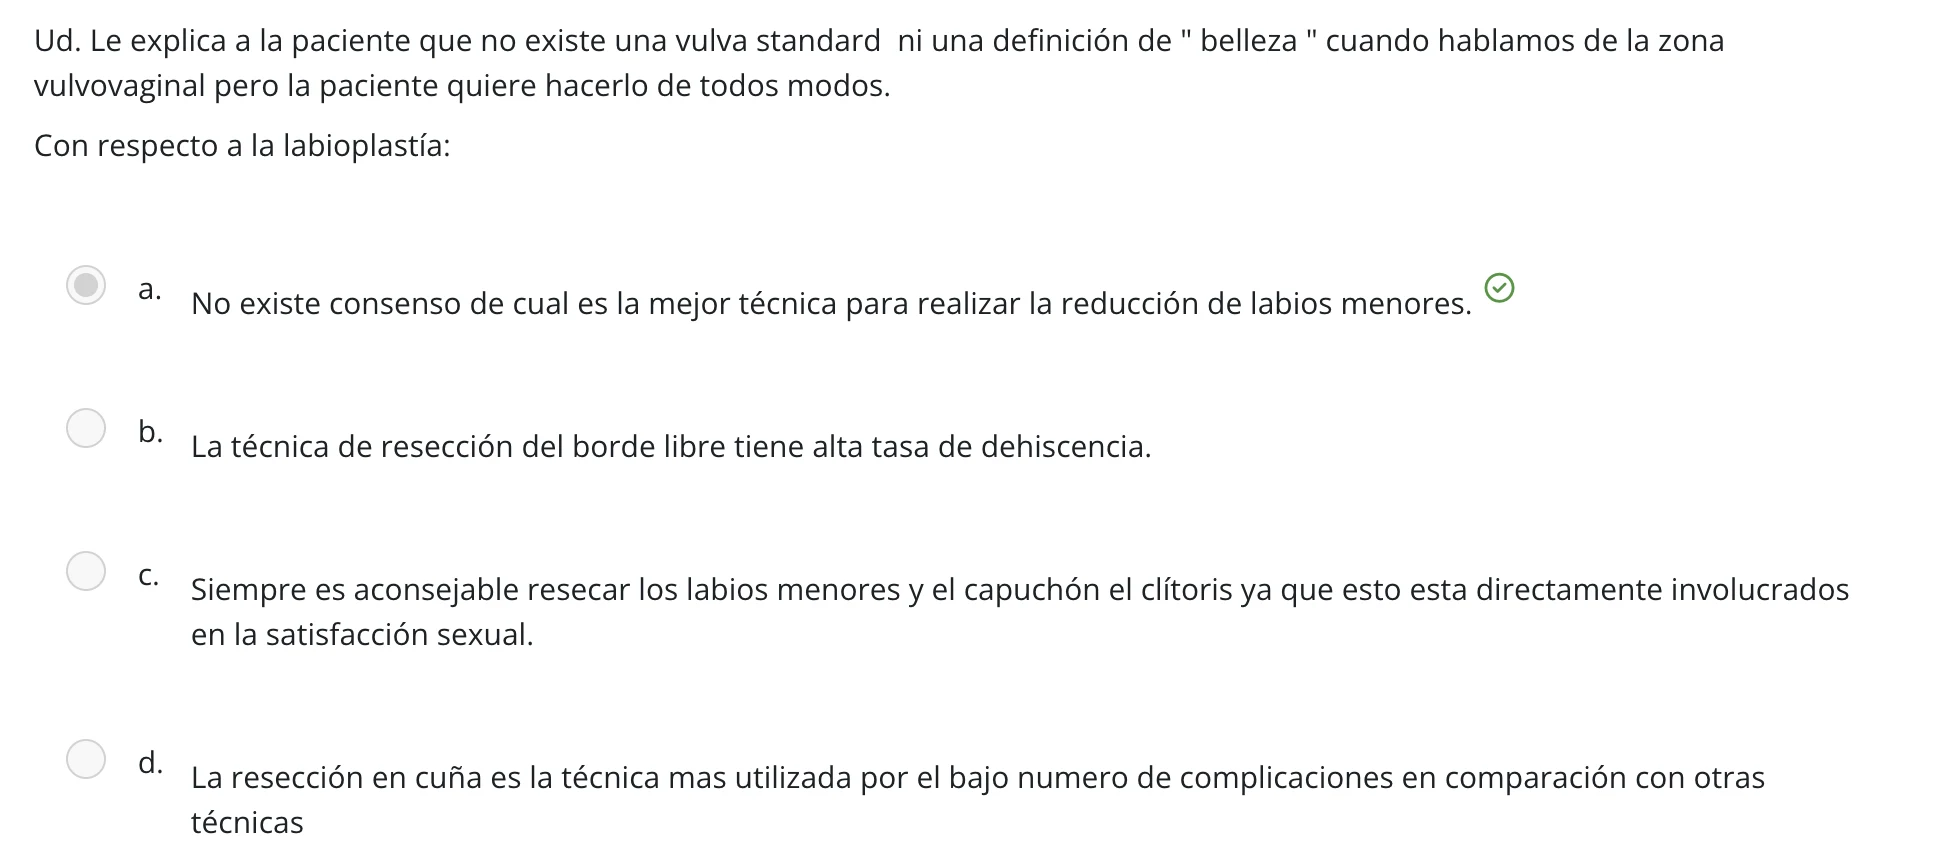 Ud. Le explica a la paciente que no existe una vulva standard  ni una definición de " belleza " cuando hablamos de la zona
vulvovaginal pero la paciente quiere hacerlo de todos modos.
Con respecto a la labioplastía:
a. No existe consenso de cual es la mejor técnica para realizar la reducción de labios menores.
b. La técnica de resección del borde libre tiene alta tasa de dehiscencia.
c. Siempre es aconsejable resecar los labios menores y el capuchón el clítoris ya que esto esta directamente involucrados
en la satisfacción sexual.
d. La resección en cuña es la técnica mas utilizada por el bajo numero de complicaciones en comparación con otras
técnicas